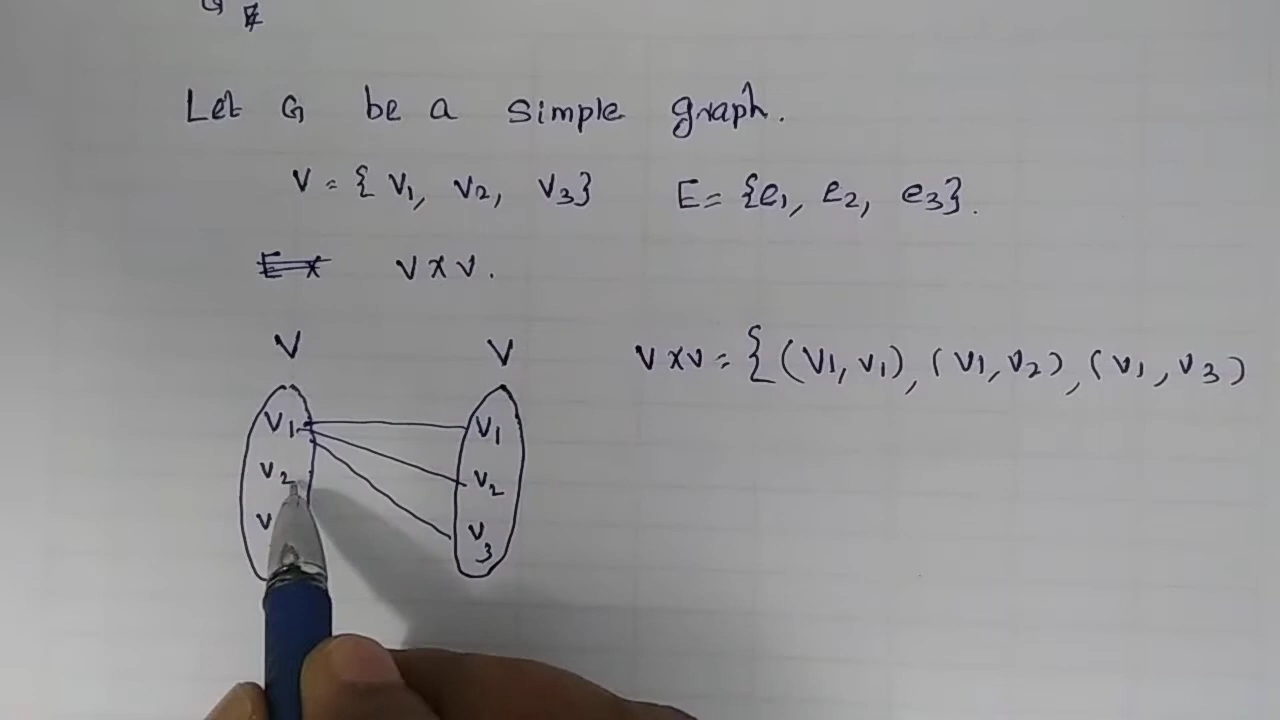 G E
Let G be a simple graph.
V = { V1, V2, V3} E = {e1, e2, e3}.
E x V x V.
V V
V x V = { (V1, V1), (V1, V2), (V1, V3)
V1 V1
V2 V2
V V3